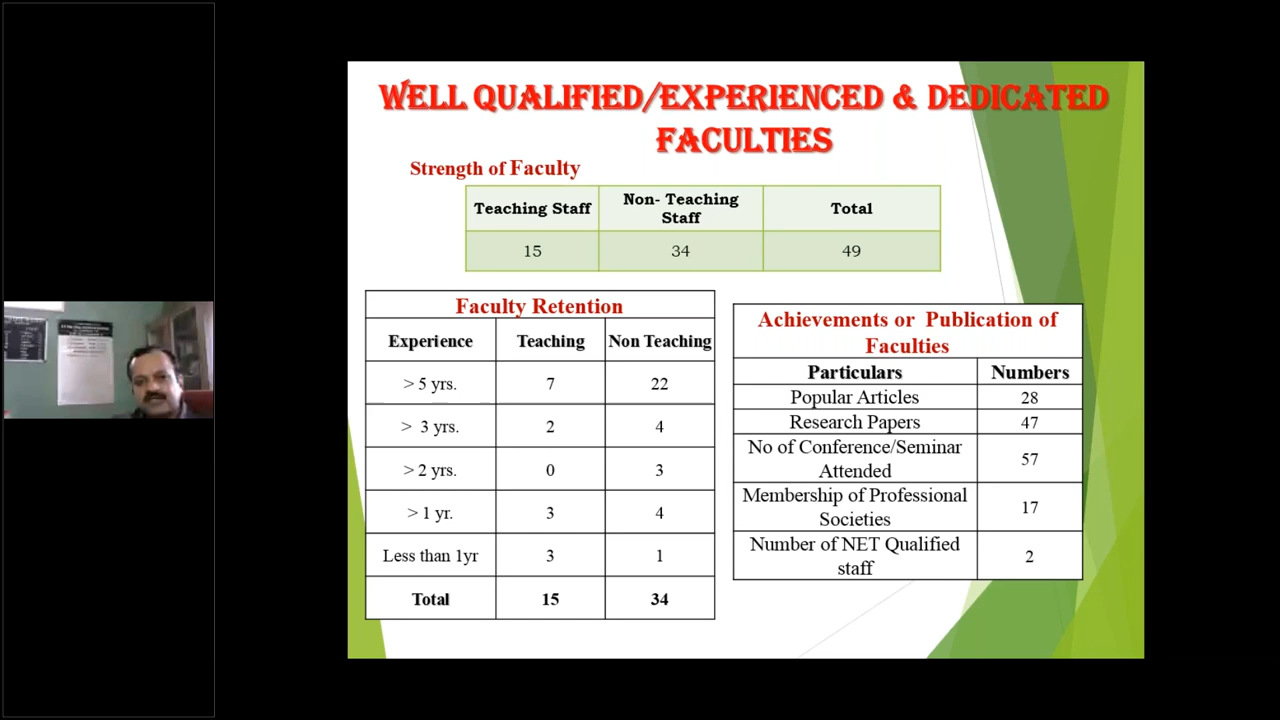 WELL QUALIFIED/EXPERIENCED & DEDICATED
FACULTIES
Strength of Faculty
Teaching Staff Non- Teaching Staff Total
15 34 49
Faculty Retention
Experience Teaching Non Teaching
> 5 yrs. 7 22
> 3 yrs. 2 4
> 2 yrs. 0 3
> 1 yr. 3 4
Less than 1yr 3 1
Total 15 34
Achievements or Publication of
Faculties
Particulars Numbers
Popular Articles 28
Research Papers 47
No of Conference/Seminar
Attended 57
Membership of Professional
Societies 17
Number of NET Qualified
staff 2